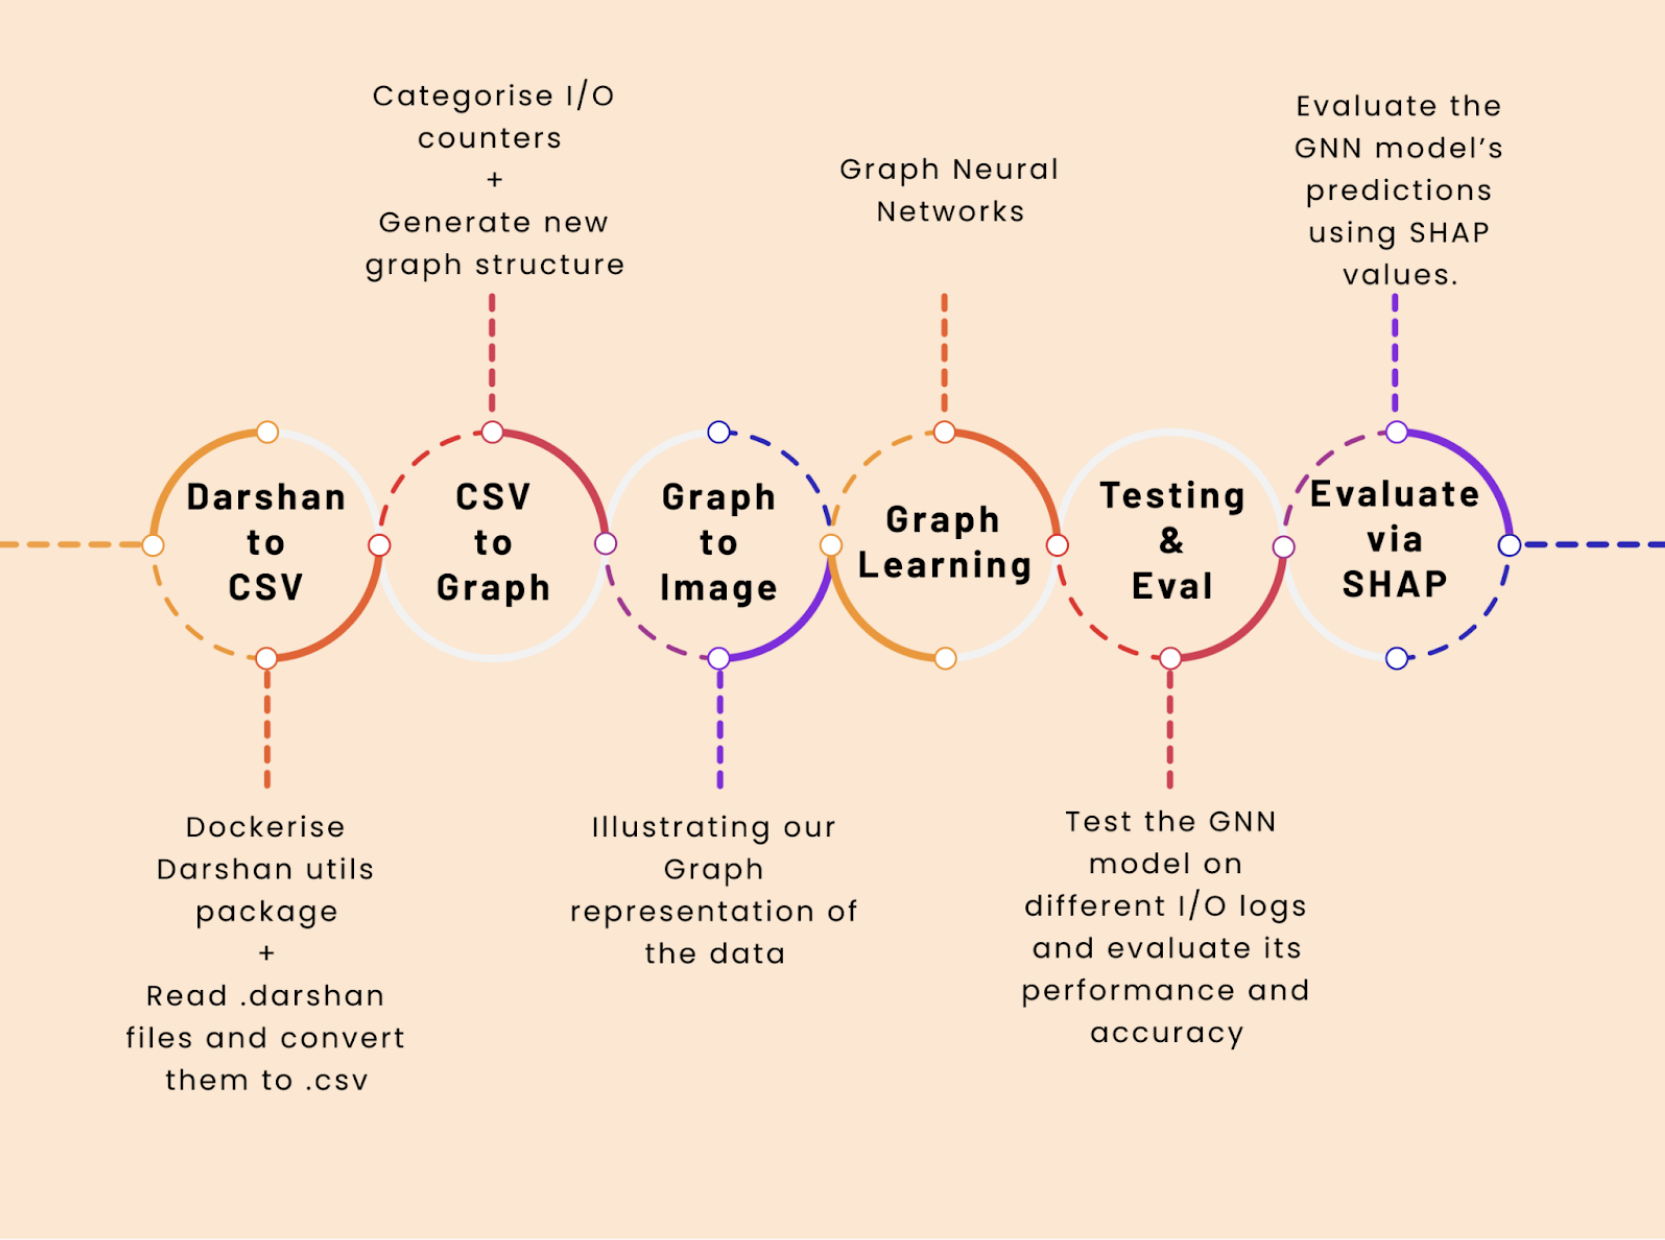 Categorise I/O
counters
+
Generate new
graph structure
Graph Neural
Networks
Evaluate the
GNN model's
predictions
using SHAP
values.
Darshan
to
CSV
CSV
to
Graph
Graph
to
Image
Graph
Learning
Testing
&
Eval
Evaluate
via
SHAP
Dockerise
Darshan utils
package
+
Read .darshan
files and convert
them to .csv
Illustrating our
Graph
representation of
the data
Test the GNN
model on
different I/O logs
and evaluate its
performance and
accuracy